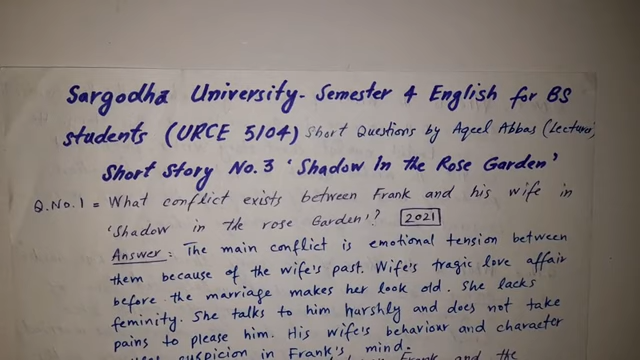 Sargodha University- Semester 4 English for BS
students (URCE 5104) Short Questions by Aqeel Abbas (Lecturer,
Short Story No. 3 'Shadow In the Rose Garden'
Q.No.1 = What conflict exists between Frank and his wife in
'Shadow in the rose Garden'? 2021
Answer: The main conflict is emotional tension between
them because of the wife's past. Wife's tragic love affair
before the marriage makes her look old. She lacks
feminity. She talks to him harshly and does not take
pains to please him. His wife's behaviour and character
suspicion in Frank's mind.
Frank and the